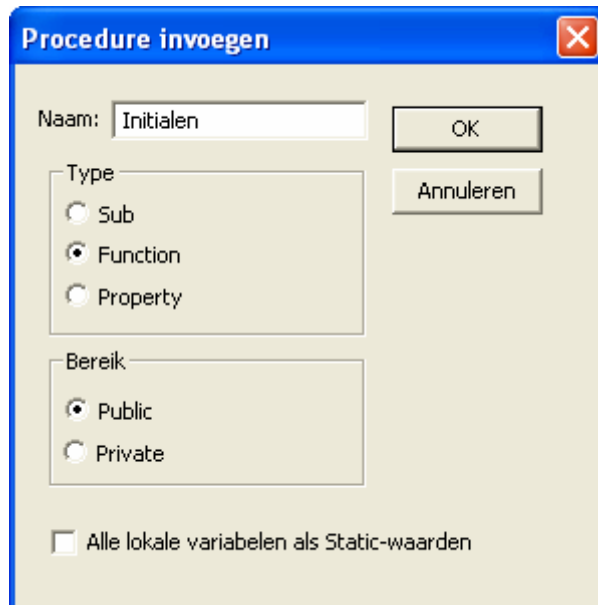 Procedure invoegen
Naam: Initialen
OK
Annuleren
Type
Sub
Function
Property
Bereik
Public
Private
Alle lokale variabelen als Static-waarden